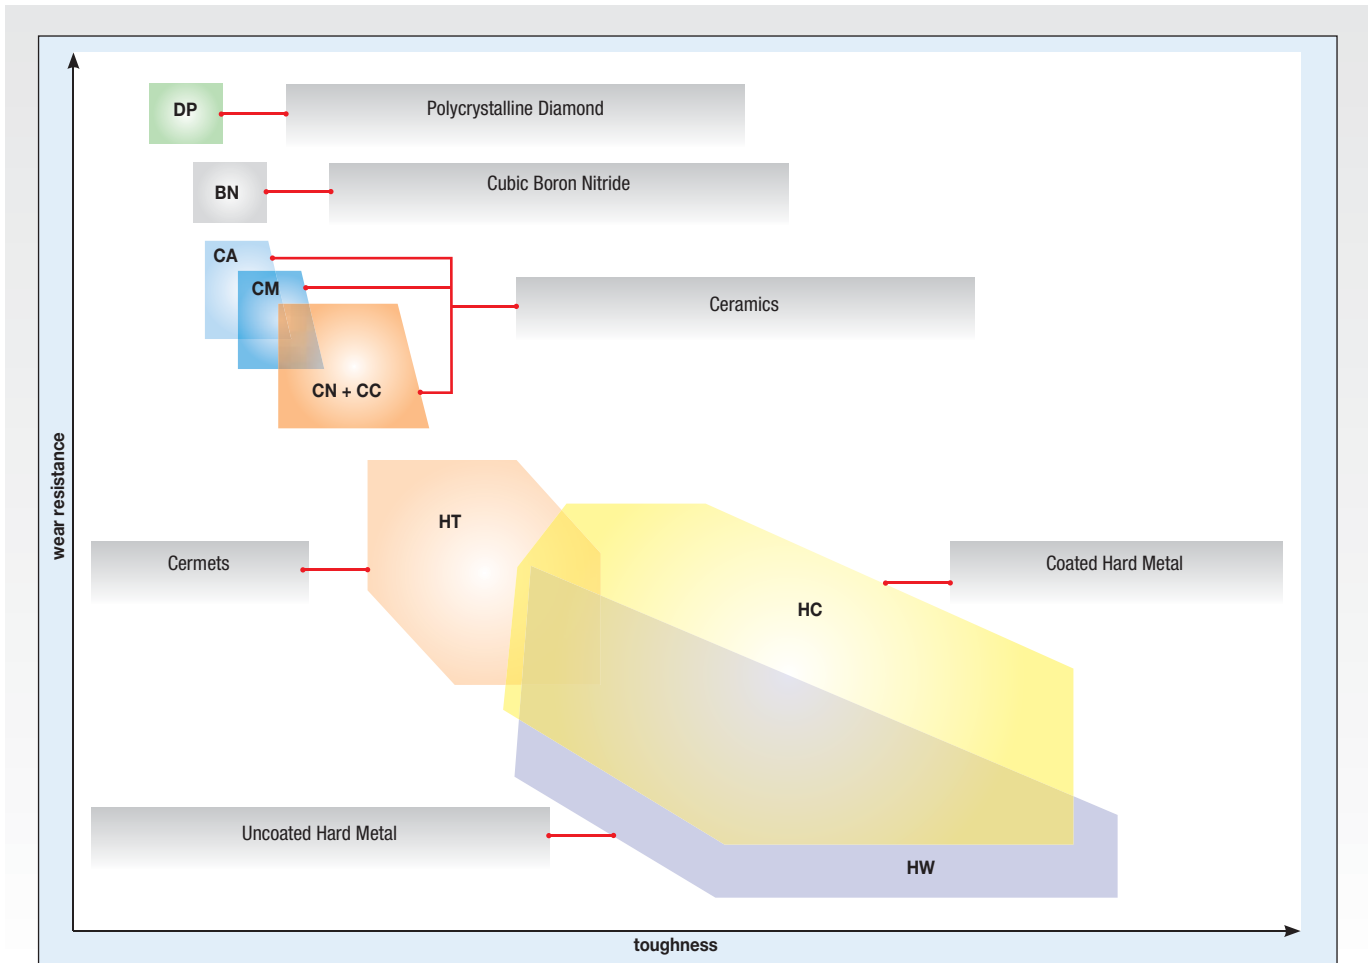 DP
Polycrystalline Diamond
BN
Cubic Boron Nitride
CA
CM
Ceramics
CN + CC
wear resistance
HT
Cermets
Coated Hard Metal
HC
Uncoated Hard Metal
HW
toughness